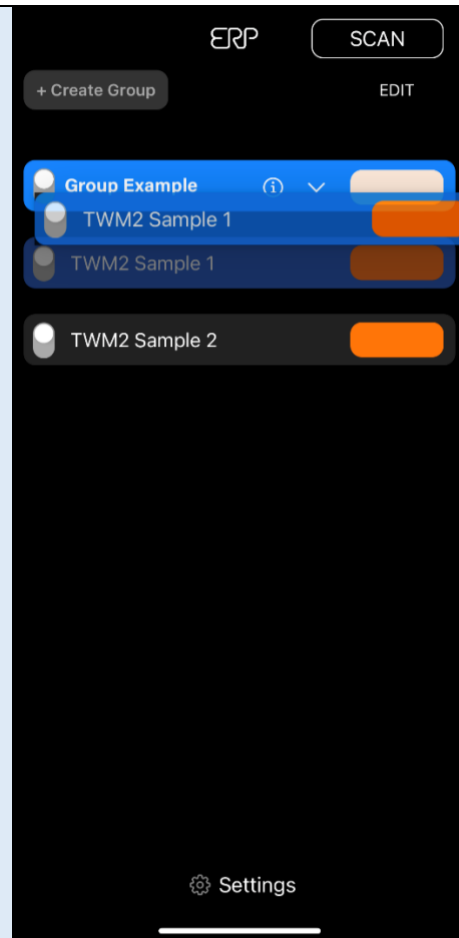 ERP
SCAN
+ Create Group
EDIT
Group Example
TWM2 Sample 1
TWM2 Sample 1
TWM2 Sample 2
Settings